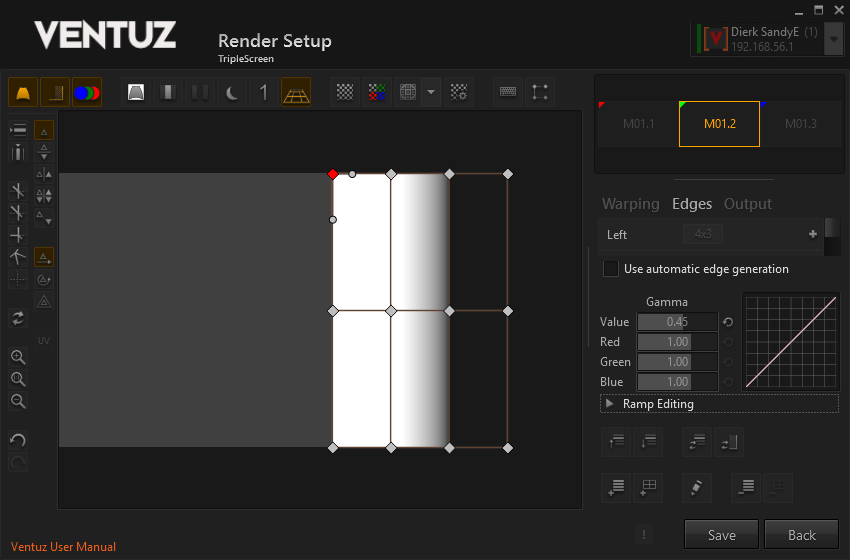 VENTUZ
Render Setup
TripleScreen
Dierk SandyE (1)
192.168.56.1
M01.1
M01.2
M01.3
Warping Edges Output
Left
4x3
Use automatic edge generation
Gamma
Value 0.45
Red 1.00
Green 1.00
Blue 1.00
Ramp Editing
UV
Save
Back
Ventuz User Manual